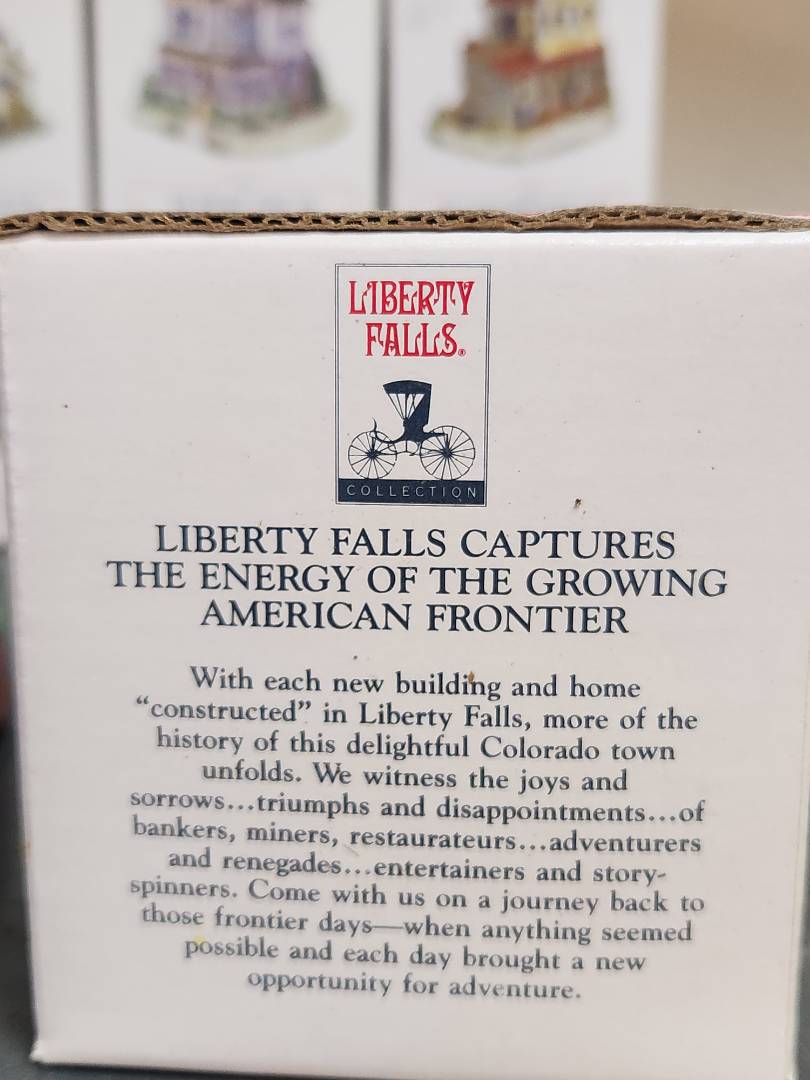 LIBERTY
FALLS®
COLLECTION
LIBERTY FALLS CAPTURES
THE ENERGY OF THE GROWING
AMERICAN FRONTIER
With each new building and home
“constructed” in Liberty Falls, more of the
history of this delightful Colorado town
unfolds. We witness the joys and
sorrows...triumphs and disappointments...of
bankers, miners, restaurateurs...adventurers
and renegades...entertainers and story-
spinners. Come with us on a journey back to
those frontier days—when anything seemed
possible and each day brought a new
opportunity for adventure.